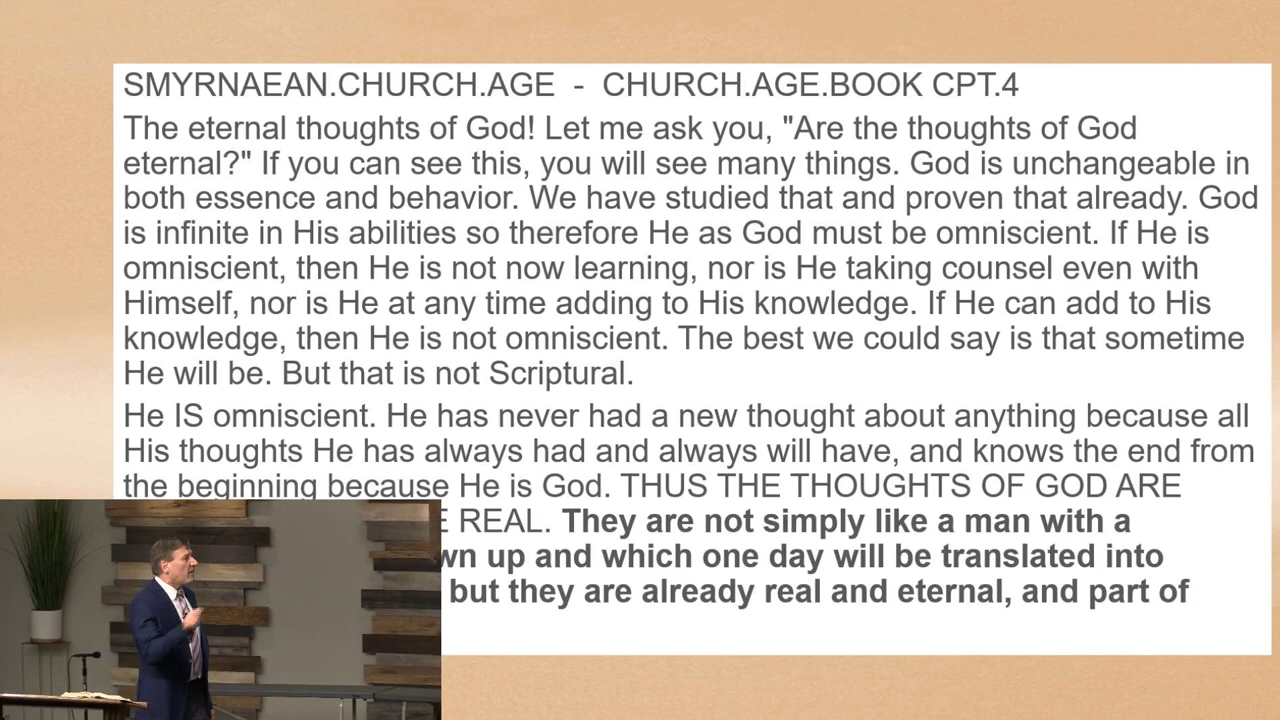 SMYRNAEAN.CHURCH.AGE - CHURCH.AGE.BOOK CPT.4
The eternal thoughts of God! Let me ask you, "Are the thoughts of God
eternal?" If you can see this, you will see many things. God is unchangeable in
both essence and behavior. We have studied that and proven that already. God
is infinite in His abilities so therefore He as God must be omniscient. If He is
omniscient, then He is not now learning, nor is He taking counsel even with
Himself, nor is He at any time adding to His knowledge. If He can add to His
knowledge, then He is not omniscient. The best we could say is that sometime
He will be. But that is not Scriptural.
He IS omniscient. He has never had a new thought about anything because all
His thoughts He has always had and always will have, and knows the end from
the beginning because He is God. THUS THE THOUGHTS OF GOD ARE
REAL. They are not simply like a man with a
up and which one day will be translated into
but they are already real and eternal, and part of